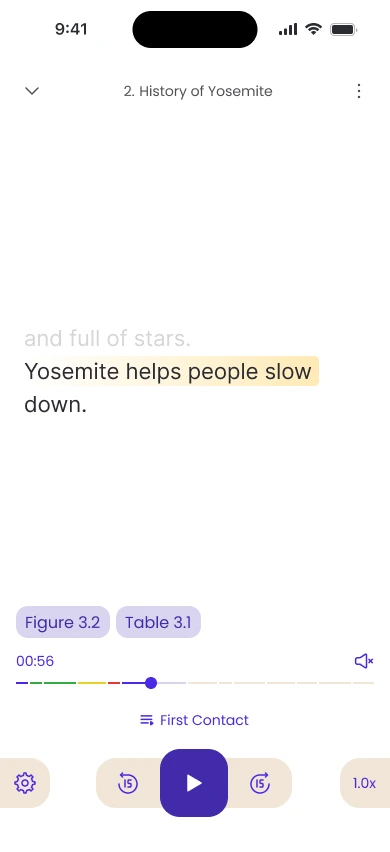 9:41
2. History of Yosemite
and full of stars.
Yosemite helps people slow
down.
Figure 3.2 Table 3.1
00:56
First Contact
15 15 1.0x